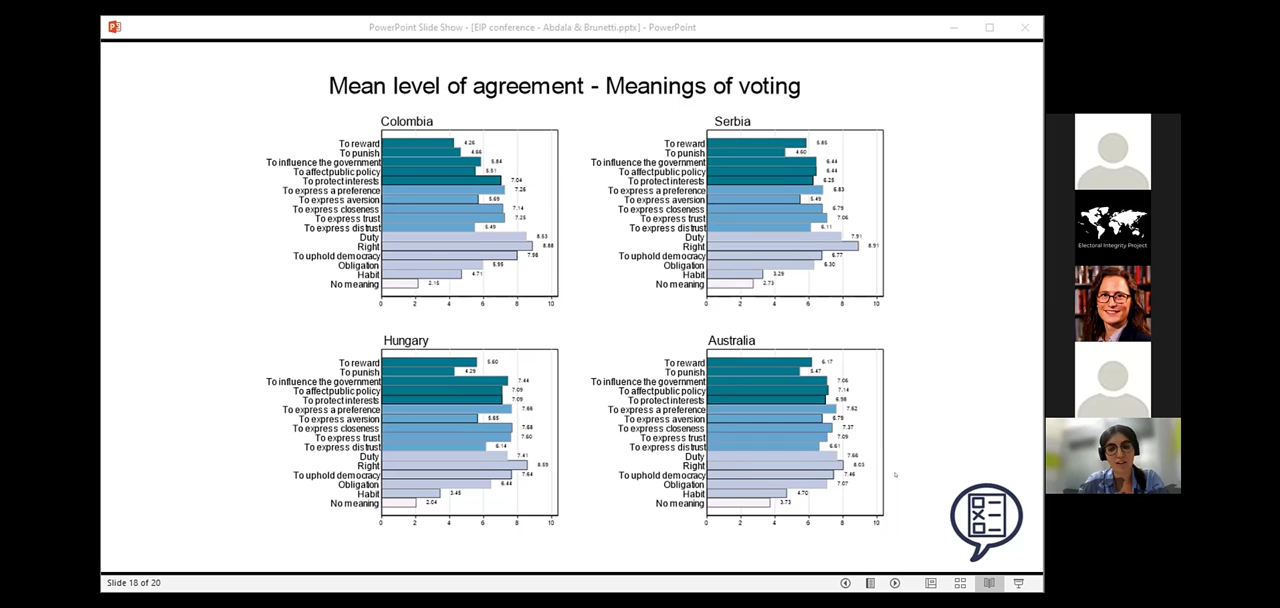 PowerPoint Slide Show - [EIP conference - Abdala & Brunetti.pptx] - PowerPoint
Mean level of agreement - Meanings of voting
Colombia
To reward 4.26
To punish 4.66
To influence the government 5.84
To affect public policy 5.51
To protect interests 7.04
To express a preference 7.26
To express aversion 5.69
To express closeness 7.14
To express trust 7.25
To express distrust 5.49
Duty 8.53
Right 8.88
To uphold democracy 7.98
Obligation 5.95
Habit 4.71
No meaning 2.15
0 2 4 6 8 10
Serbia
To reward 5.85
To punish 4.60
To influence the government 6.44
To affect public policy 6.44
To protect interests 6.25
To express a preference 6.83
To express aversion 5.49
To express closeness 6.79
To express trust 7.06
To express distrust 6.11
Duty 7.91
Right 8.91
To uphold democracy 6.77
Obligation 6.30
Habit 3.29
No meaning 2.73
0 2 4 6 8 10
Hungary
To reward 5.60
To punish 4.29
To influence the government 7.44
To affect public policy 7.09
To protect interests 7.09
To express a preference 7.66
To express aversion 5.65
To express closeness 7.68
To express trust 7.60
To express distrust 6.14
Duty 7.41
Right 8.59
To uphold democracy 7.64
Obligation 6.44
Habit 3.45
No meaning 2.04
0 2 4 6 8 10
Australia
To reward 6.17
To punish 5.47
To influence the government 7.06
To affect public policy 7.14
To protect interests 6.98
To express a preference 7.62
To express aversion 6.79
To express closeness 7.37
To express trust 7.09
To express distrust 6.61
Duty 7.66
Right 8.03
To uphold democracy 7.46
Obligation 7.07
Habit 4.70
No meaning 3.73
0 2 4 6 8 10
Slide 18 of 20
Electoral Integrity Project